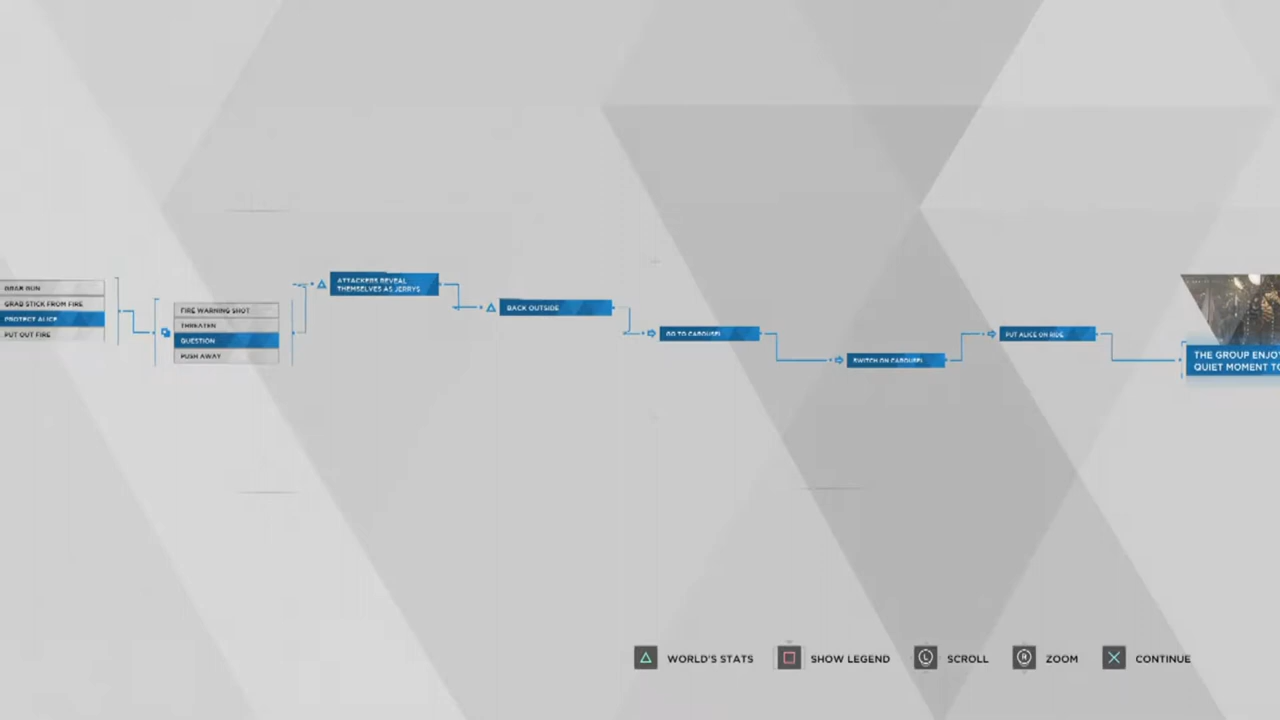 GRAB GUN
GRAB STICK FROM FIRE
PROTECT ALICE
PUT OUT FIRE
FIRE WARNING SHOT
THREATEN
QUESTION
PUSH AWAY
ATTACKERS REVEAL
THEMSELVES AS JERRYS
BACK OUTSIDE
GO TO CAROUSEL
SWITCH ON CAROUSEL
PUT ALICE ON RIDE
THE GROUP ENJOY
QUIET MOMENT TO
WORLD'S STATS
SHOW LEGEND
L SCROLL
R ZOOM
CONTINUE